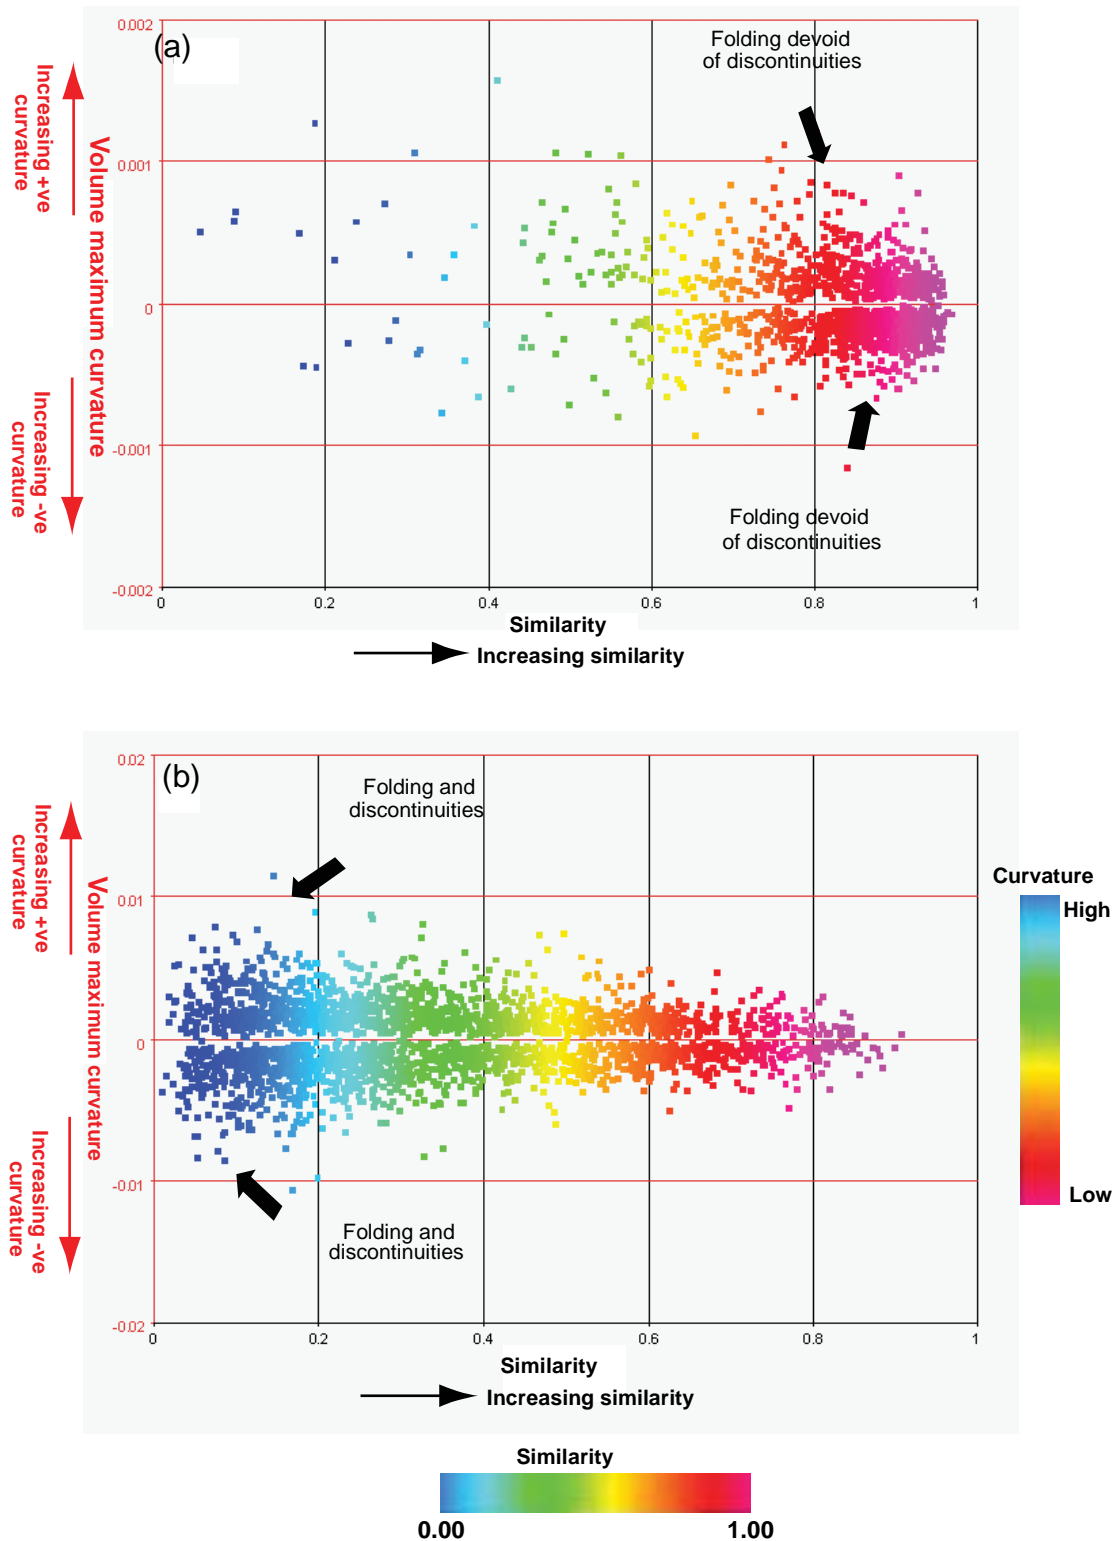 (a)
0.002
0.001
0
-0.001
-0.002
Increasing +ve
curvature
Volume maximum curvature
Increasing -ve
curvature
Folding devoid
of discontinuities
Folding devoid
of discontinuities
0
0.2
0.4
0.6
0.8
1
Similarity
Increasing similarity
(b)
0.02
0.01
0
-0.01
-0.02
Increasing +ve
curvature
Volume maximum curvature
Increasing -ve
curvature
Folding and
discontinuities
Folding and
discontinuities
0
0.2
0.4
0.6
0.8
1
Similarity
Increasing similarity
Curvature
High
Low
Similarity
0.00
1.00